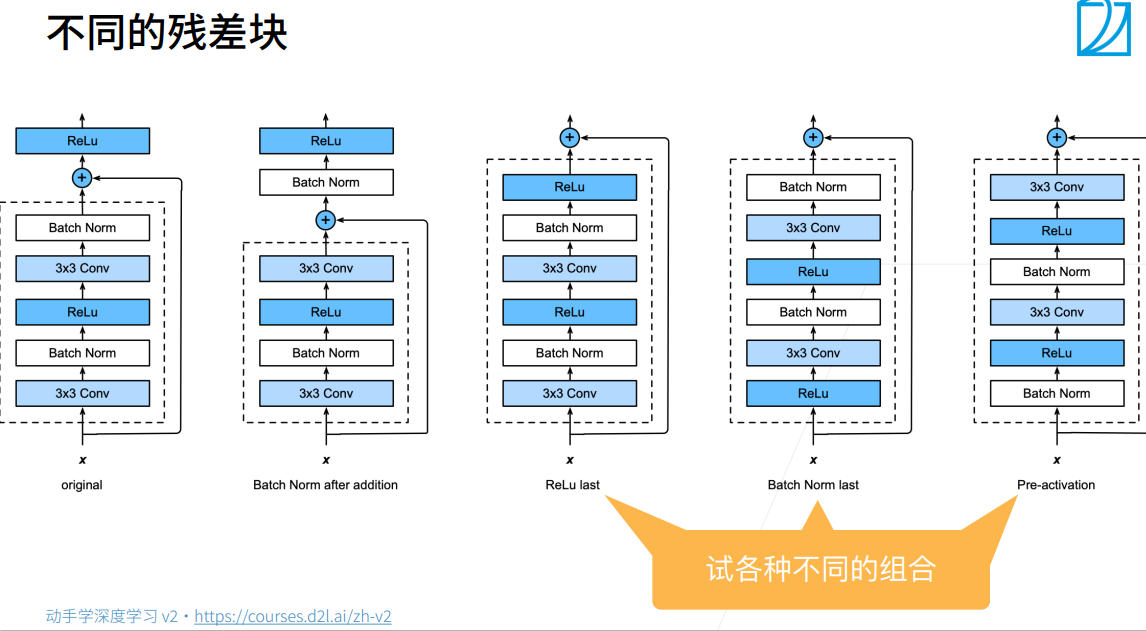 不同的残差块
ReLu
+
Batch Norm
3x3 Conv
ReLu
Batch Norm
3x3 Conv
x
original
ReLu
Batch Norm
+
3x3 Conv
ReLu
Batch Norm
3x3 Conv
x
Batch Norm after addition
+
ReLu
Batch Norm
3x3 Conv
ReLu
Batch Norm
3x3 Conv
x
ReLu last
+
Batch Norm
3x3 Conv
ReLu
Batch Norm
3x3 Conv
ReLu
x
Batch Norm last
+
3x3 Conv
ReLu
Batch Norm
3x3 Conv
ReLu
Batch Norm
x
Pre-activation
试各种不同的组合
动手学深度学习 v2 • https://courses.d2l.ai/zh-v2